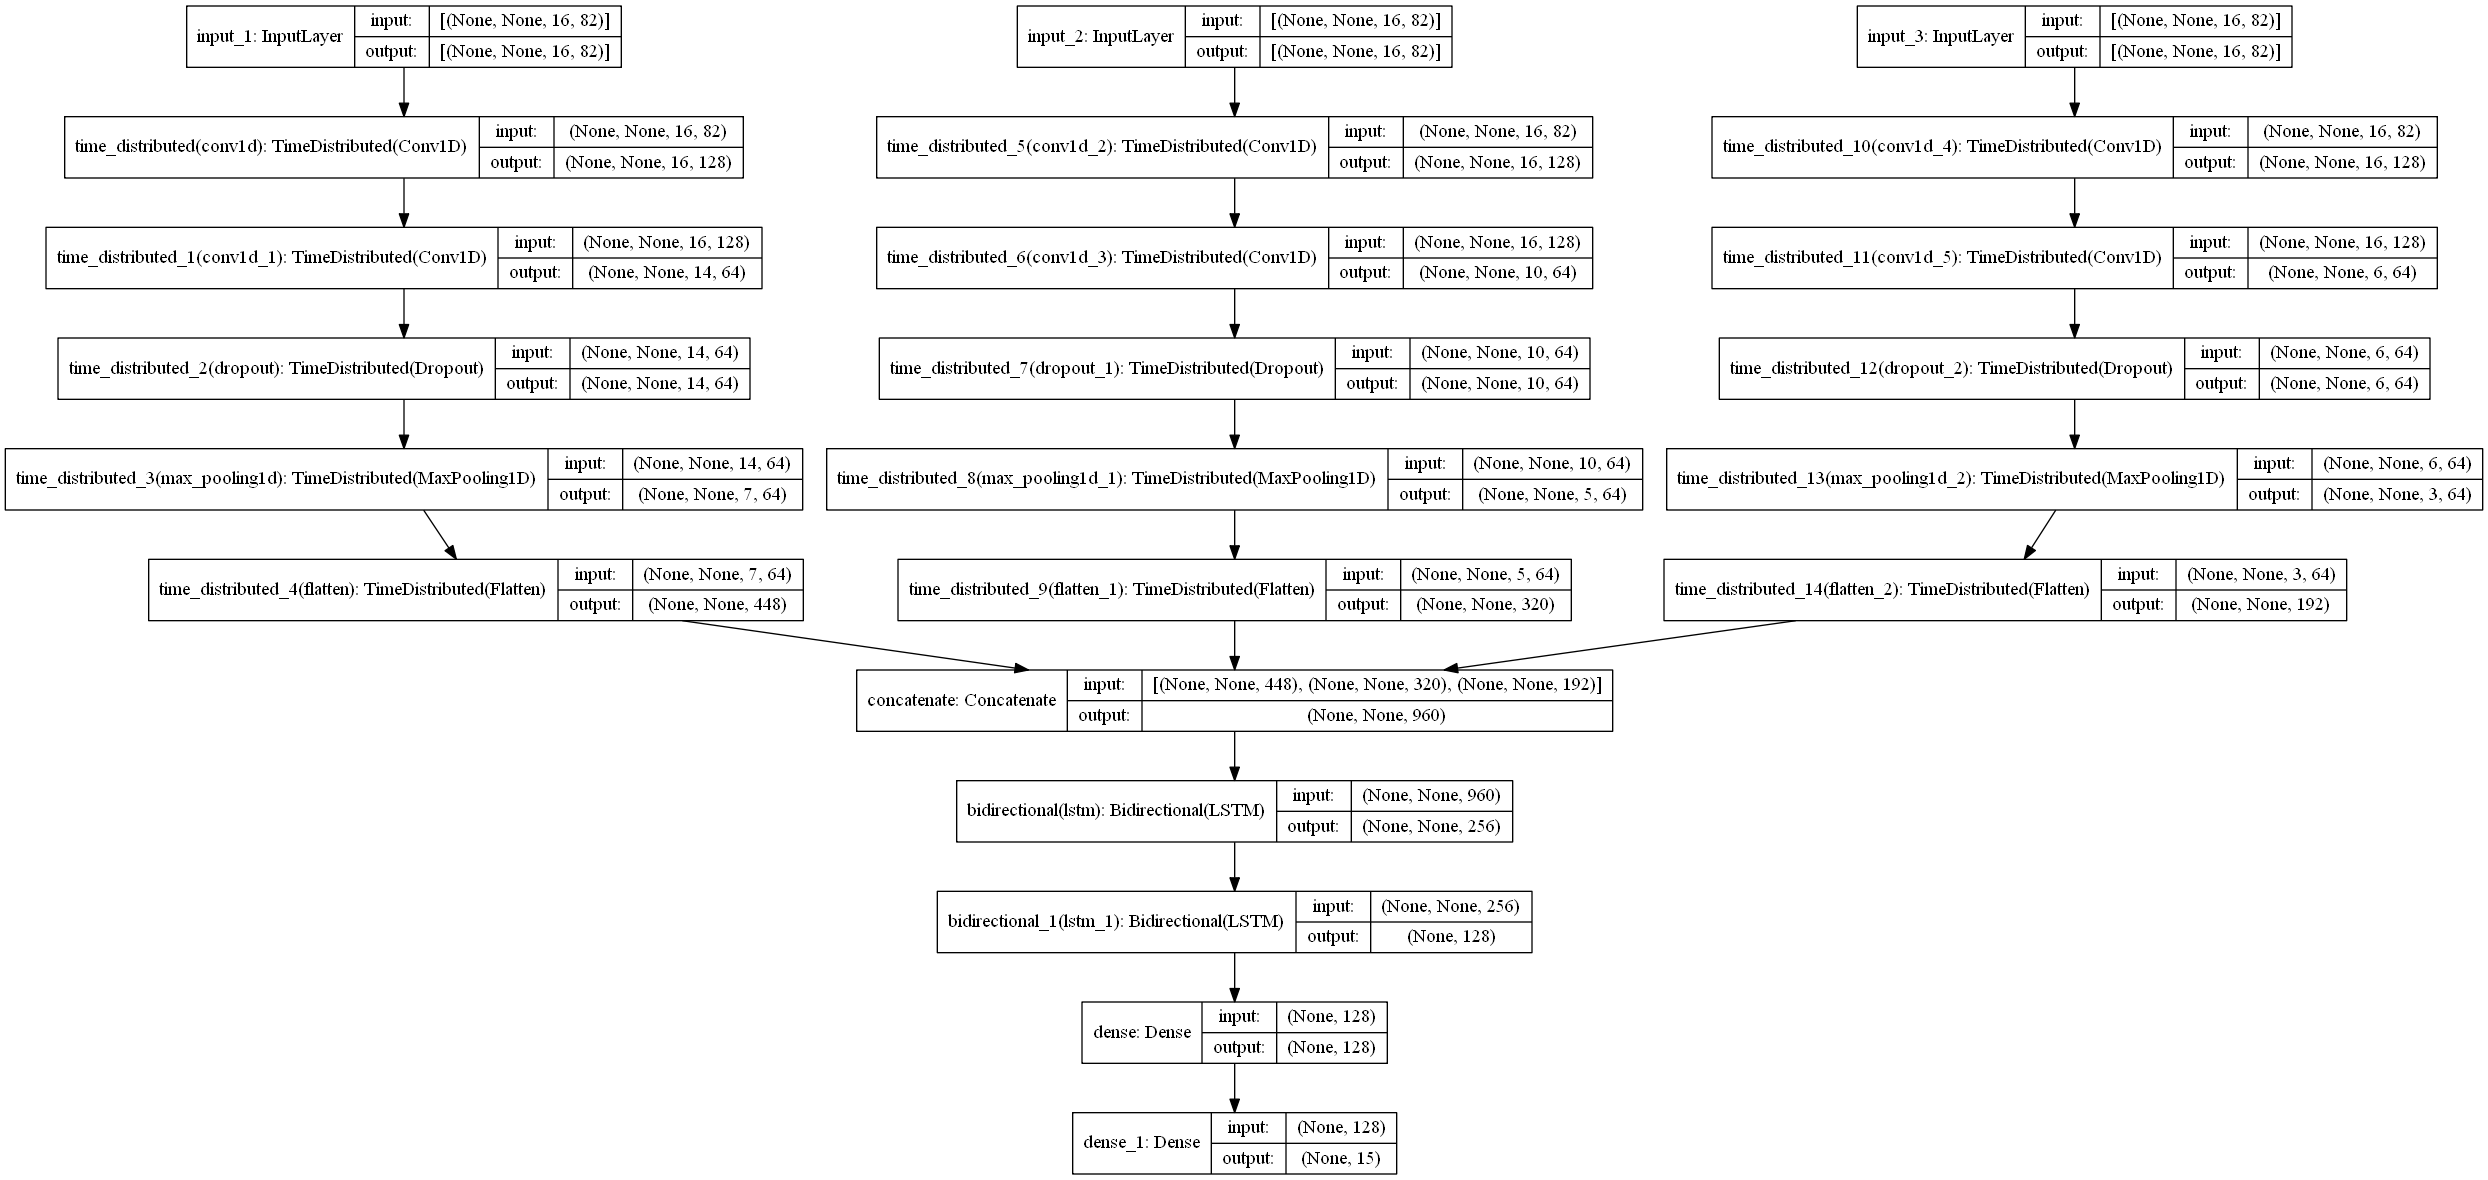 input_1: InputLayer
input:
[(None, None, 16, 82)]
output:
[(None, None, 16, 82)]
input_2: InputLayer
input:
[(None, None, 16, 82)]
output:
[(None, None, 16, 82)]
input_3: InputLayer
input:
[(None, None, 16, 82)]
output:
[(None, None, 16, 82)]
time_distributed(conv1d): TimeDistributed(Conv1D)
input:
(None, None, 16, 82)
output:
(None, None, 16, 128)
time_distributed_5(conv1d_2): TimeDistributed(Conv1D)
input:
(None, None, 16, 82)
output:
(None, None, 16, 128)
time_distributed_10(conv1d_4): TimeDistributed(Conv1D)
input:
(None, None, 16, 82)
output:
(None, None, 16, 128)
time_distributed_1(conv1d_1): TimeDistributed(Conv1D)
input:
(None, None, 16, 128)
output:
(None, None, 14, 64)
time_distributed_6(conv1d_3): TimeDistributed(Conv1D)
input:
(None, None, 16, 128)
output:
(None, None, 10, 64)
time_distributed_11(conv1d_5): TimeDistributed(Conv1D)
input:
(None, None, 16, 128)
output:
(None, None, 6, 64)
time_distributed_2(dropout): TimeDistributed(Dropout)
input:
(None, None, 14, 64)
output:
(None, None, 14, 64)
time_distributed_7(dropout_1): TimeDistributed(Dropout)
input:
(None, None, 10, 64)
output:
(None, None, 10, 64)
time_distributed_12(dropout_2): TimeDistributed(Dropout)
input:
(None, None, 6, 64)
output:
(None, None, 6, 64)
time_distributed_3(max_pooling1d): TimeDistributed(MaxPooling1D)
input:
(None, None, 14, 64)
output:
(None, None, 7, 64)
time_distributed_8(max_pooling1d_1): TimeDistributed(MaxPooling1D)
input:
(None, None, 10, 64)
output:
(None, None, 5, 64)
time_distributed_13(max_pooling1d_2): TimeDistributed(MaxPooling1D)
input:
(None, None, 6, 64)
output:
(None, None, 3, 64)
time_distributed_4(flatten): TimeDistributed(Flatten)
input:
(None, None, 7, 64)
output:
(None, None, 448)
time_distributed_9(flatten_1): TimeDistributed(Flatten)
input:
(None, None, 5, 64)
output:
(None, None, 320)
time_distributed_14(flatten_2): TimeDistributed(Flatten)
input:
(None, None, 3, 64)
output:
(None, None, 192)
concatenate: Concatenate
input:
[(None, None, 448), (None, None, 320), (None, None, 192)]
output:
(None, None, 960)
bidirectional(lstm): Bidirectional(LSTM)
input:
(None, None, 960)
output:
(None, None, 256)
bidirectional_1(lstm_1): Bidirectional(LSTM)
input:
(None, None, 256)
output:
(None, 128)
dense: Dense
input:
(None, 128)
output:
(None, 128)
dense_1: Dense
input:
(None, 128)
output:
(None, 15)